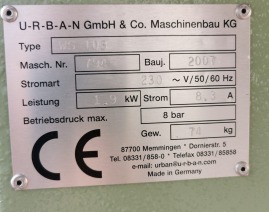 U-R-B-A-N GmbH & Co. Maschinenbau KG
Type
Masch. Nr. Bauj. 2007
Stromart 230 ~ V/50/60 Hz
Leistung kW Strom A
Betriebsdruck max. 8 bar
Gew. 74 kg
CE
87700 Memmingen * Dornierstr. 5
Tel. 08331/858-0 * Telefax 08331/85858
e-mail: urban@u-r-b-a-n.com
Made in Germany